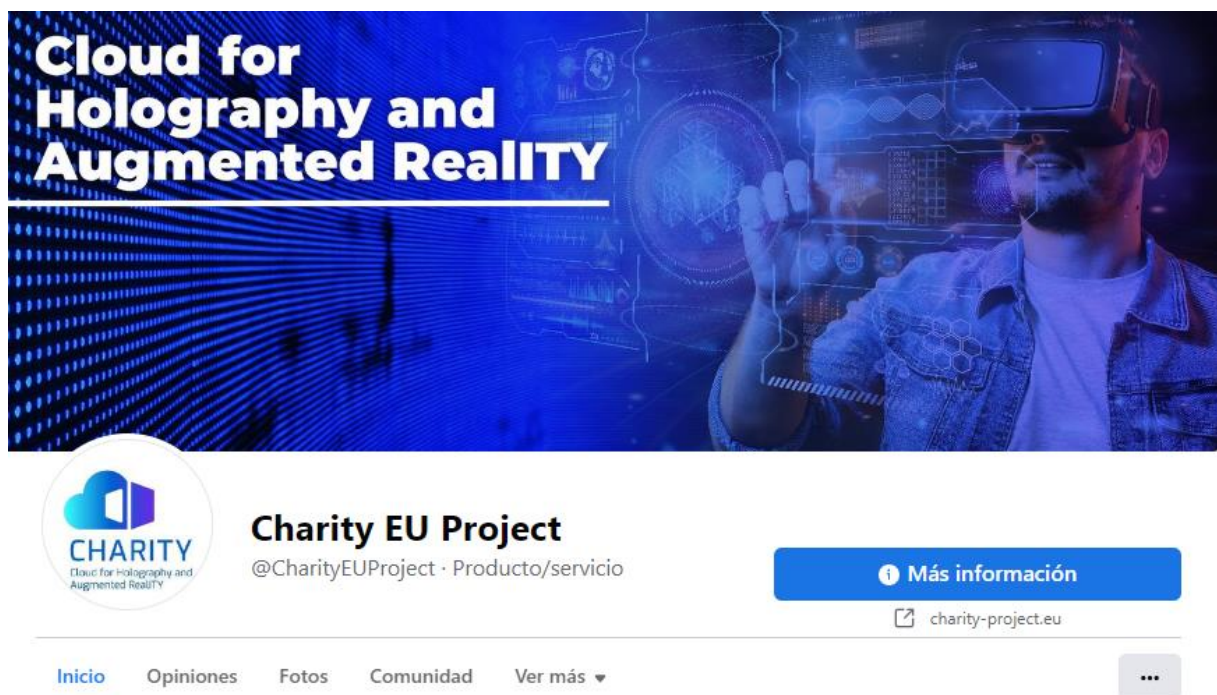 Cloud for
Holography and
Augmented RealITY
CHARITY
Cloud for Holography and
Augmented RealITY
Charity EU Project
@CharityEUProject · Producto/servicio
Más información
charity-project.eu
Inicio Opiniones Fotos Comunidad Ver más